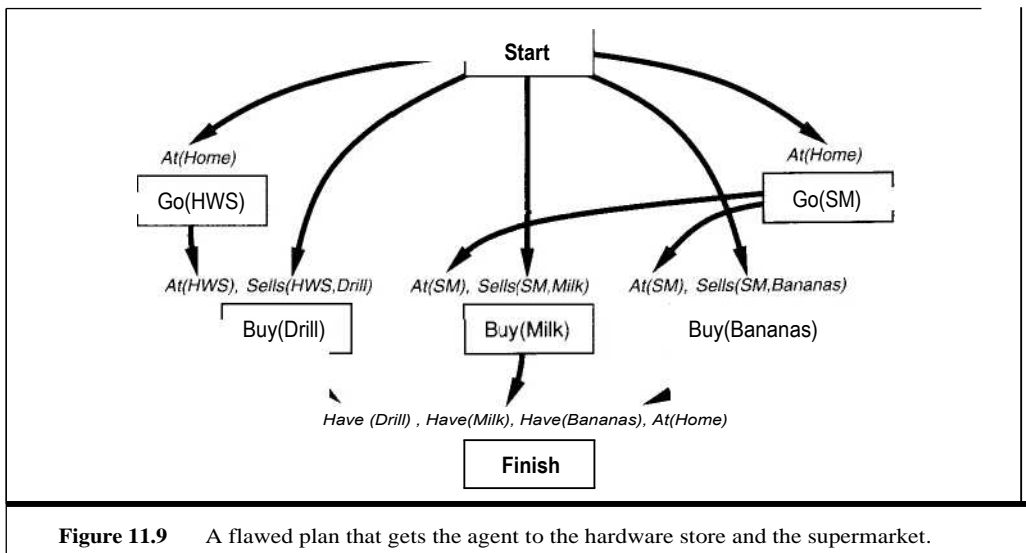 Start
At(Home)
At(Home)
Go(HWS)
Go(SM)
At(HWS), Sells(HWS,Drill)
At(SM), Sells(SM,Milk)
At(SM), Sells(SM,Bananas)
Buy(Drill)
Buy(Milk)
Buy(Bananas)
Have (Drill) , Have(Milk), Have(Bananas), At(Home)
Finish
Figure 11.9 A flawed plan that gets the agent to the hardware store and the supermarket.